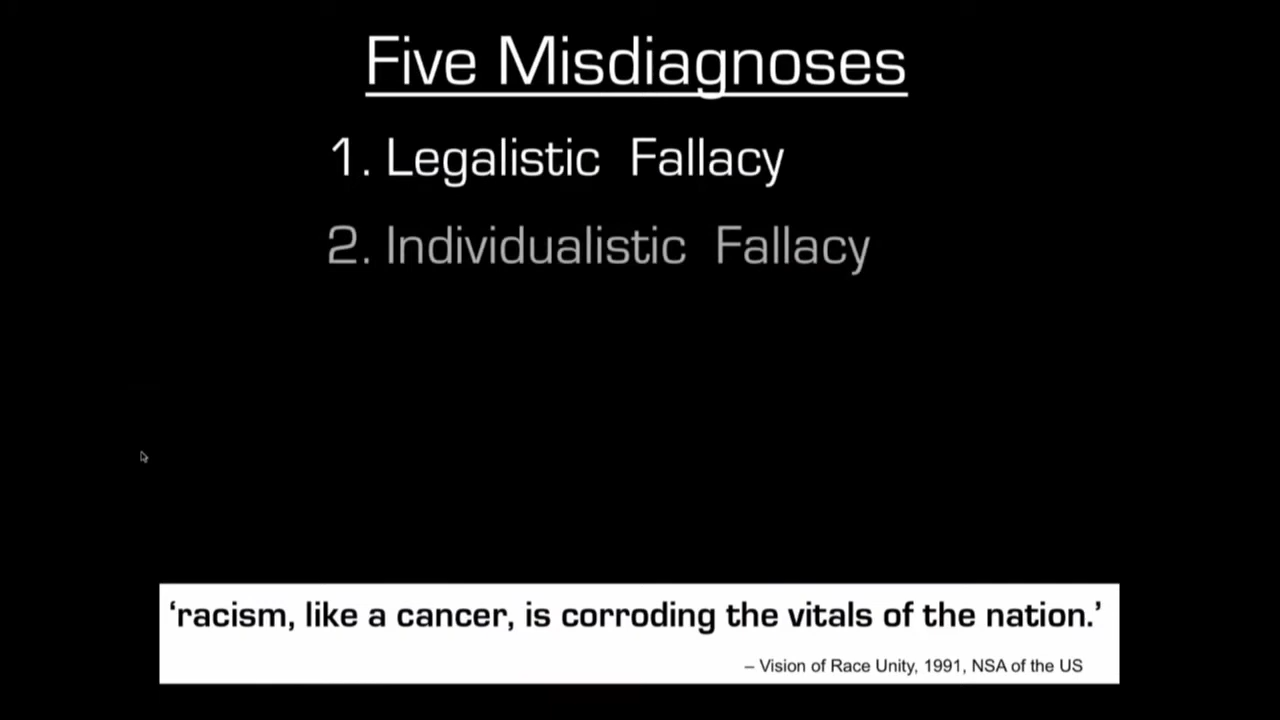 Five Misdiagnoses
1. Legalistic Fallacy
2. Individualistic Fallacy
‘racism, like a cancer, is corroding the vitals of the nation.’
– Vision of Race Unity, 1991, NSA of the US